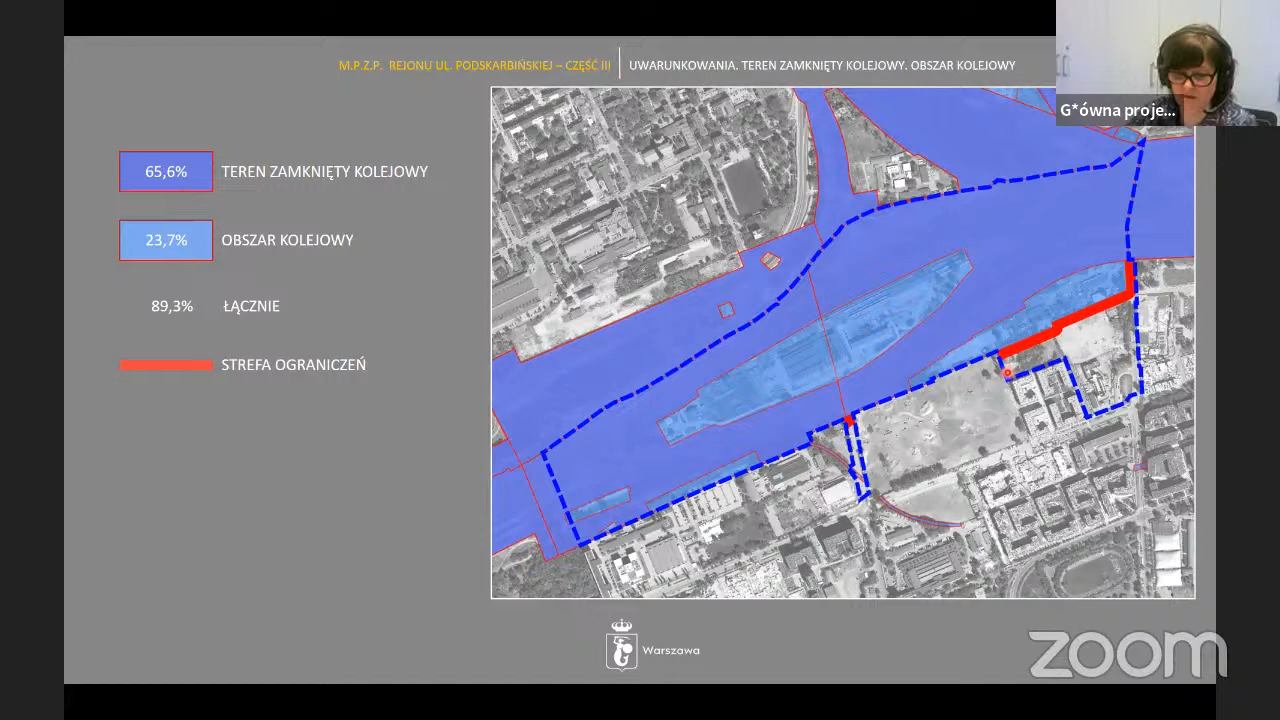 M.P.Z.P. REJONU UL. PODSKARBIŃSKIEJ – CZĘŚĆ III
UWARUNKOWANIA. TEREN ZAMKNIĘTY KOLEJOWY. OBSZAR KOLEJOWY
G*ówna proje...
65,6% TEREN ZAMKNIĘTY KOLEJOWY
23,7% OBSZAR KOLEJOWY
89,3% ŁĄCZNIE
STREFA OGRANICZEŃ
Warszawa
zoom